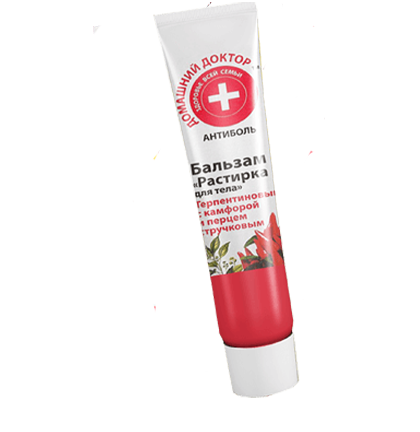 ДОМАШНИЙ ДОКТОР
ЗДОРОВЬЕ ВСЕЙ СЕМЬИ
АНТИБОЛЬ
Бальзам
«Растирка
для тела»
Терпентиновый
с камфорой
и перцем
стручковым